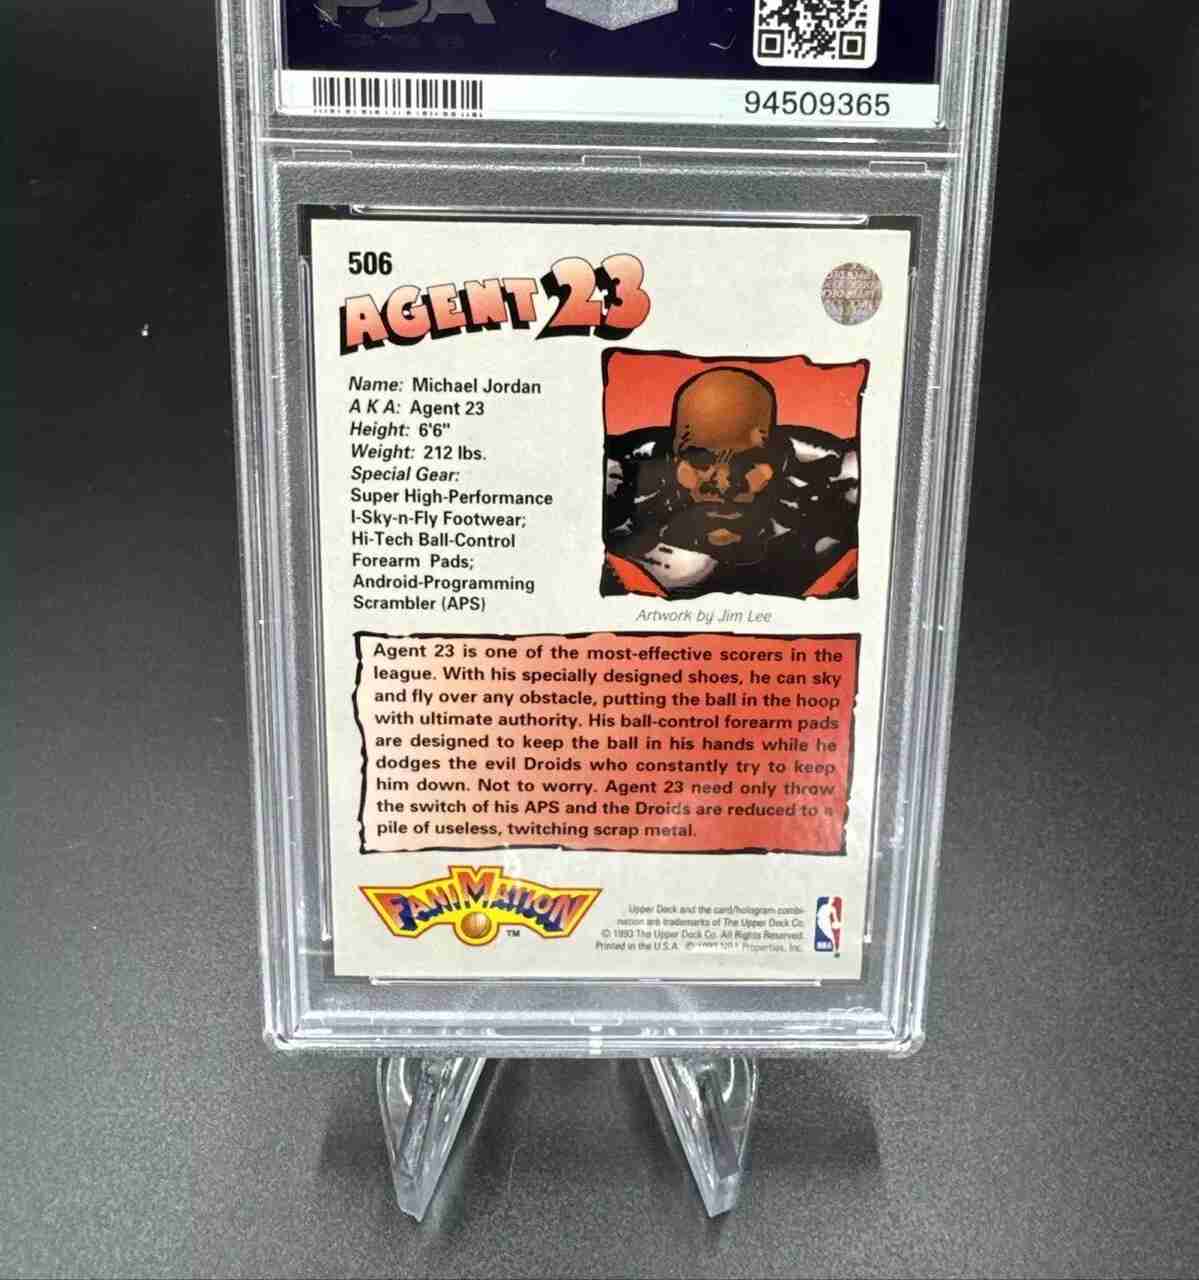 PSA
94509365
506
AGENT 23
Name: Michael Jordan
A K A: Agent 23
Height: 6'6"
Weight: 212 lbs.
Special Gear:
Super High-Performance
I-Sky-n-Fly Footwear;
Hi-Tech Ball-Control
Forearm Pads;
Android-Programming
Scrambler (APS)
Artwork by Jim Lee
Agent 23 is one of the most-effective scorers in the
league. With his specially designed shoes, he can sky
and fly over any obstacle, putting the ball in the hoop
with ultimate authority. His ball-control forearm pads
are designed to keep the ball in his hands while he
dodges the evil Droids who constantly try to keep
him down. Not to worry. Agent 23 need only throw
the switch of his APS and the Droids are reduced to a
pile of useless, twitching scrap metal.
FANIMATION
TM
Upper Deck and the card/hologram combi-
nation are trademarks of The Upper Deck Co.
© 1993 The Upper Deck Co. All Rights Reserved.
Printed in the U.S.A. © Properties, Inc.
NBA